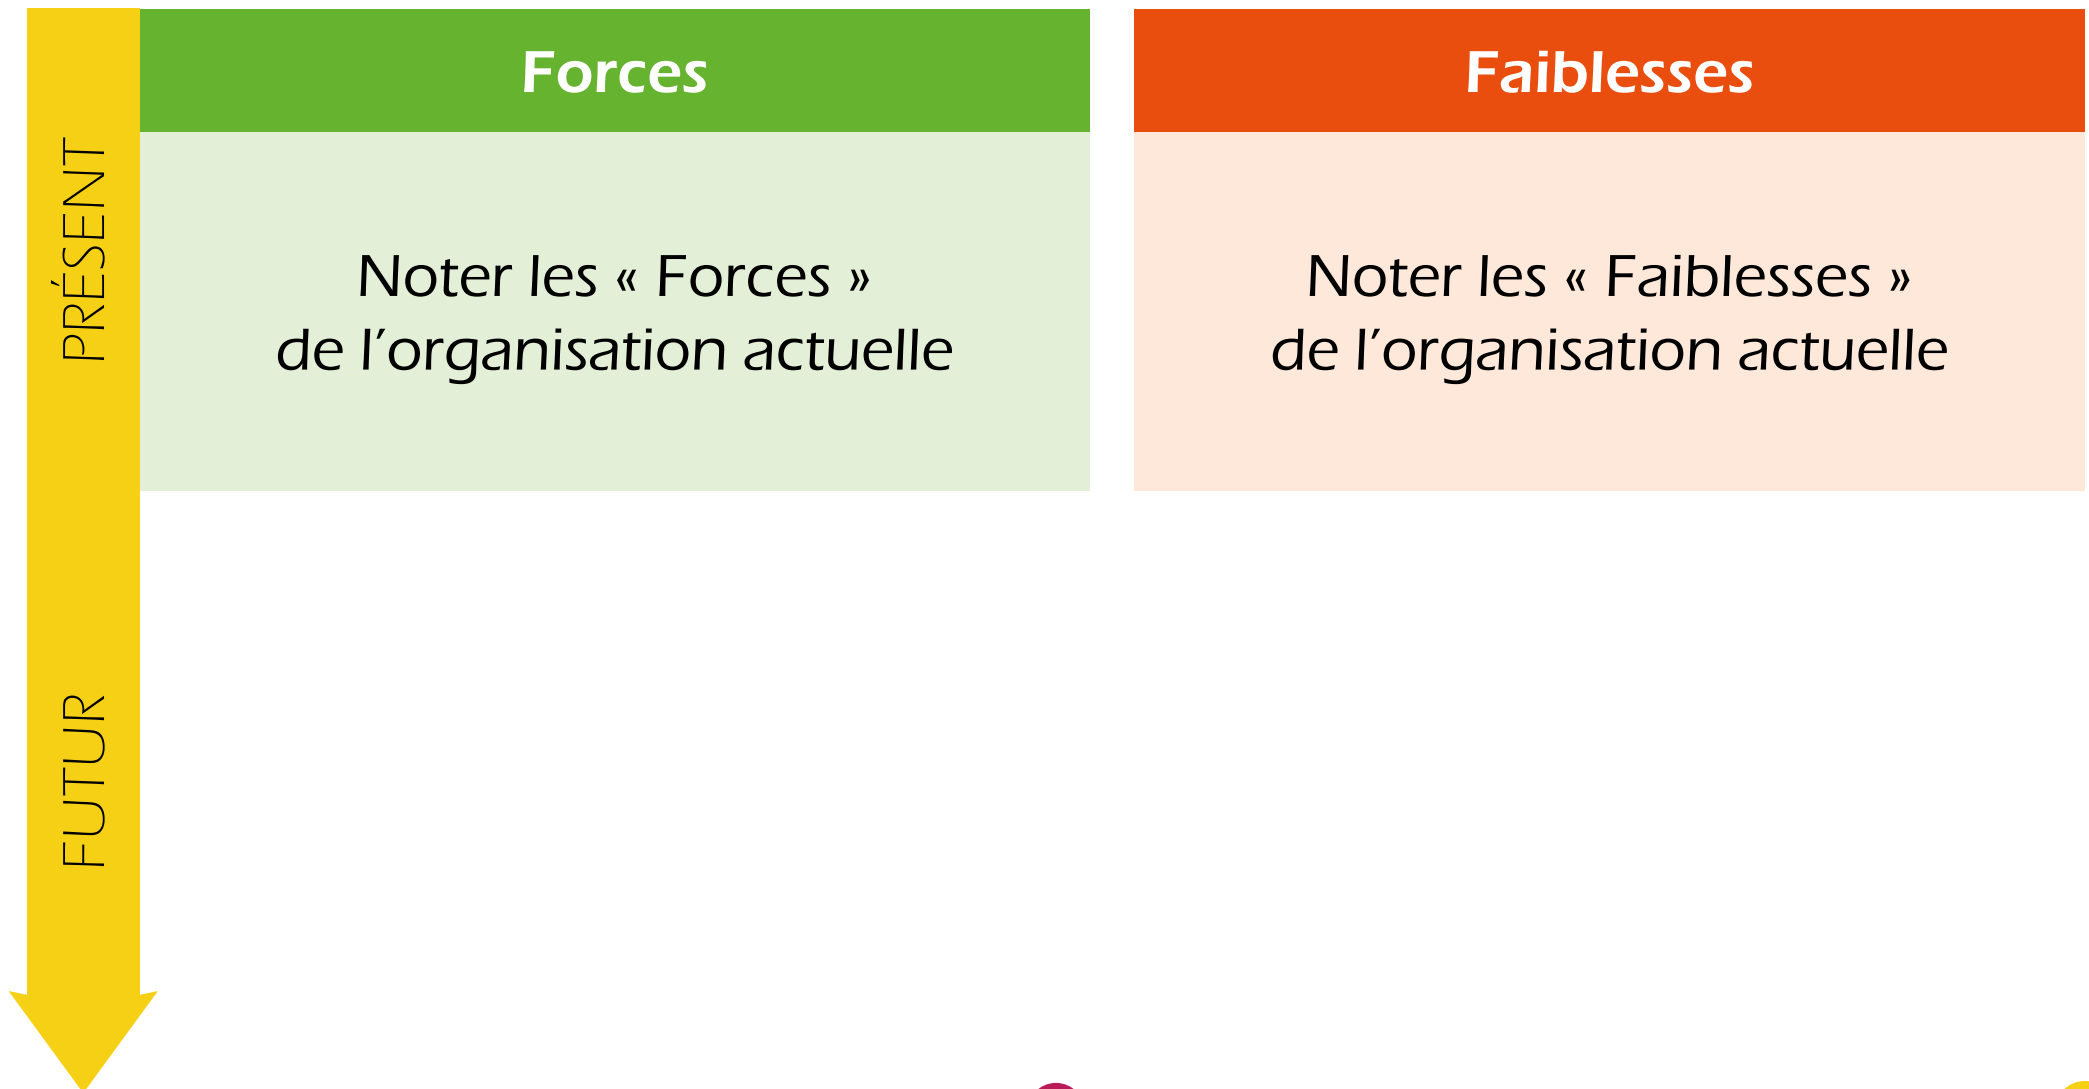 PRÉSENT
Forces
Noter les « Forces »
de l’organisation actuelle
Faiblesses
Noter les « Faiblesses »
de l’organisation actuelle
FUTUR